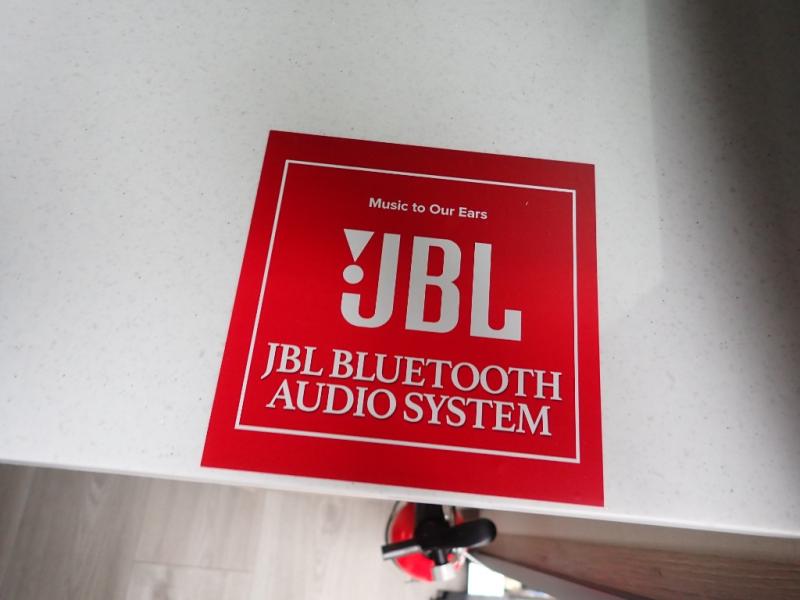 Music to Our Ears
JBL
JBL BLUETOOTH
AUDIO SYSTEM